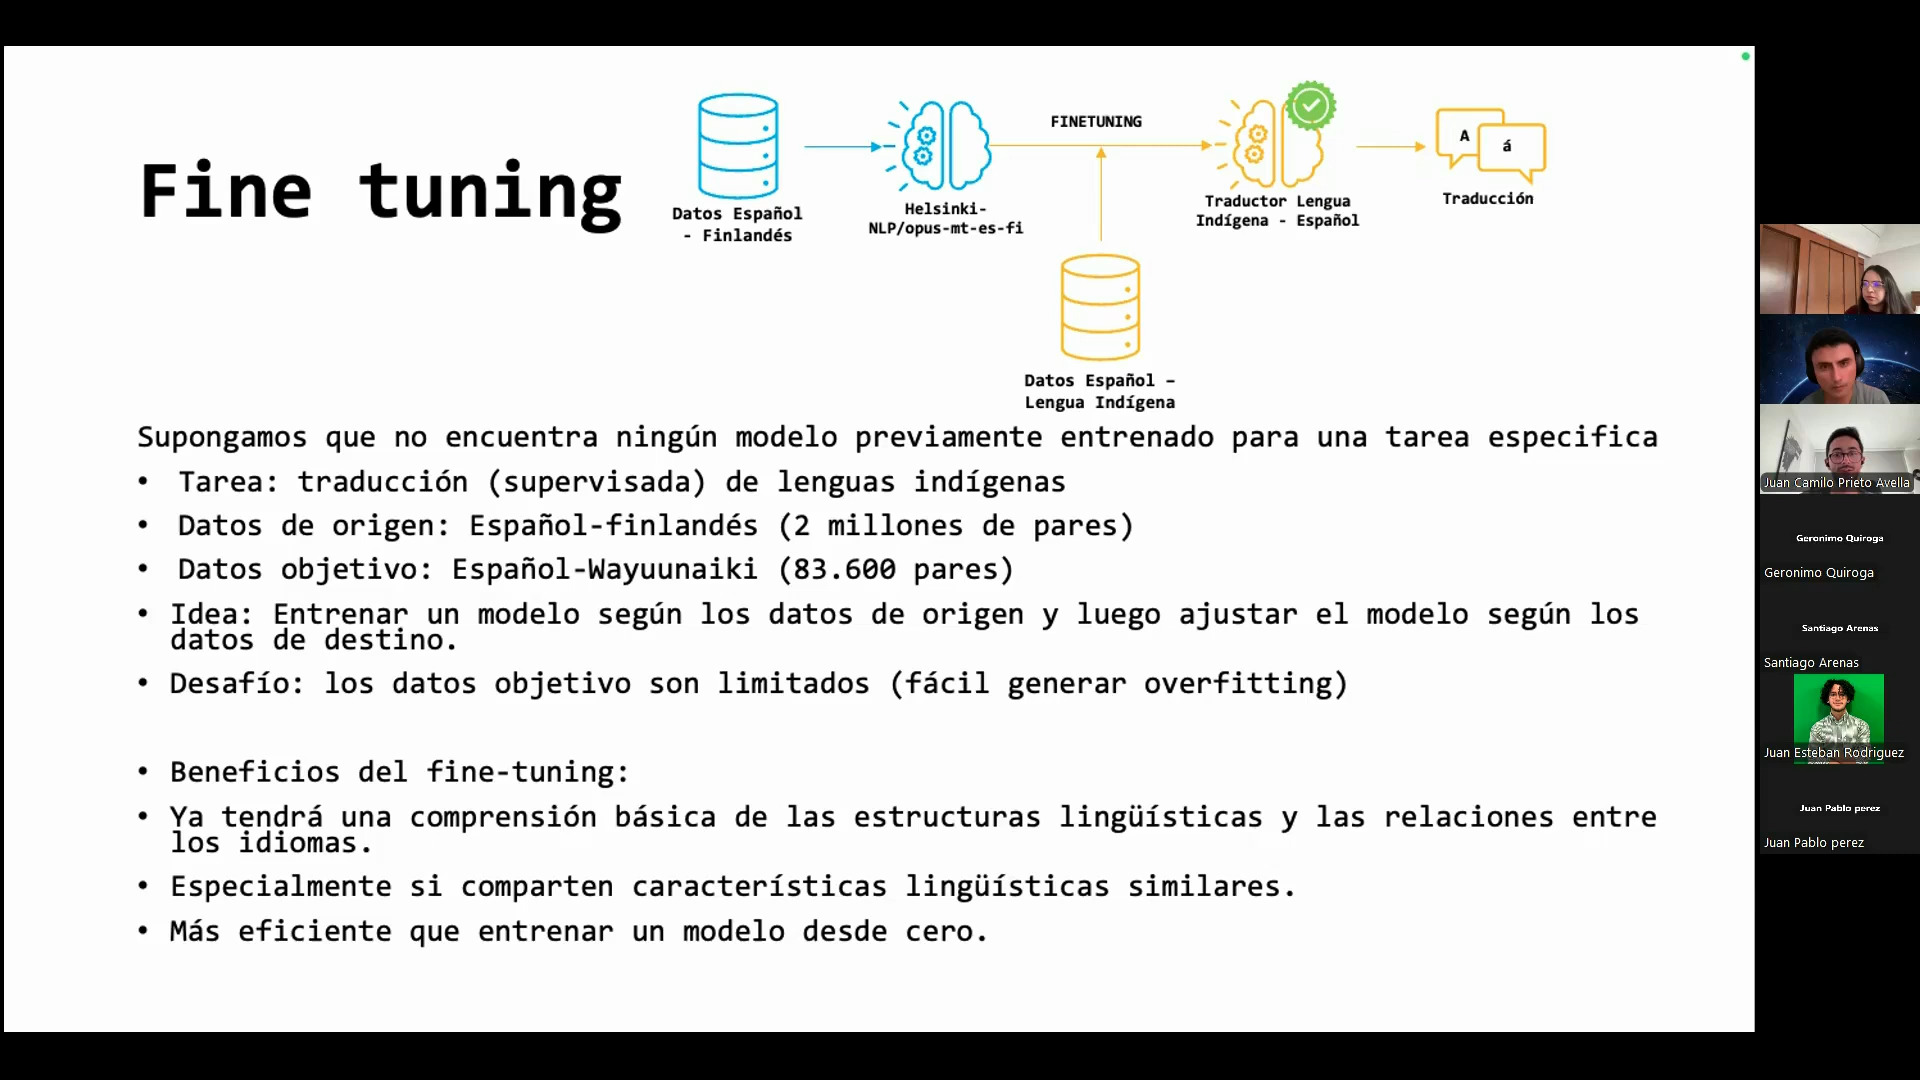 Fine tuning
Datos Español
- Finlandés
Helsinki-
NLP/opus-mt-es-fi
FINETUNING
Traductor Lengua
Indígena - Español
A
á
Traducción
Datos Español –
Lengua Indígena
Supongamos que no encuentra ningún modelo previamente entrenado para una tarea especifica
• Tarea: traducción (supervisada) de lenguas indígenas
• Datos de origen: Español-finlandés (2 millones de pares)
• Datos objetivo: Español-Wayuunaiki (83.600 pares)
• Idea: Entrenar un modelo según los datos de origen y luego ajustar el modelo según los
datos de destino.
• Desafío: los datos objetivo son limitados (fácil generar overfitting)
• Beneficios del fine-tuning:
• Ya tendrá una comprensión básica de las estructuras lingüísticas y las relaciones entre
los idiomas.
• Especialmente si comparten características lingüísticas similares.
• Más eficiente que entrenar un modelo desde cero.
Juan Camilo Prieto Avella
Geronimo Quiroga
Geronimo Quiroga
Santiago Arenas
Santiago Arenas
Juan Esteban Rodriguez
Juan Pablo perez
Juan Pablo perez